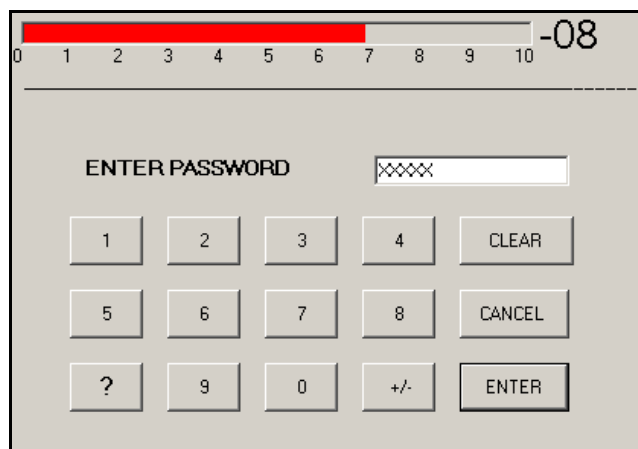 -08
0 1 2 3 4 5 6 7 8 9 10
ENTER PASSWORD XXXXX
1 2 3 4 CLEAR
5 6 7 8 CANCEL
? 9 0 +/- ENTER